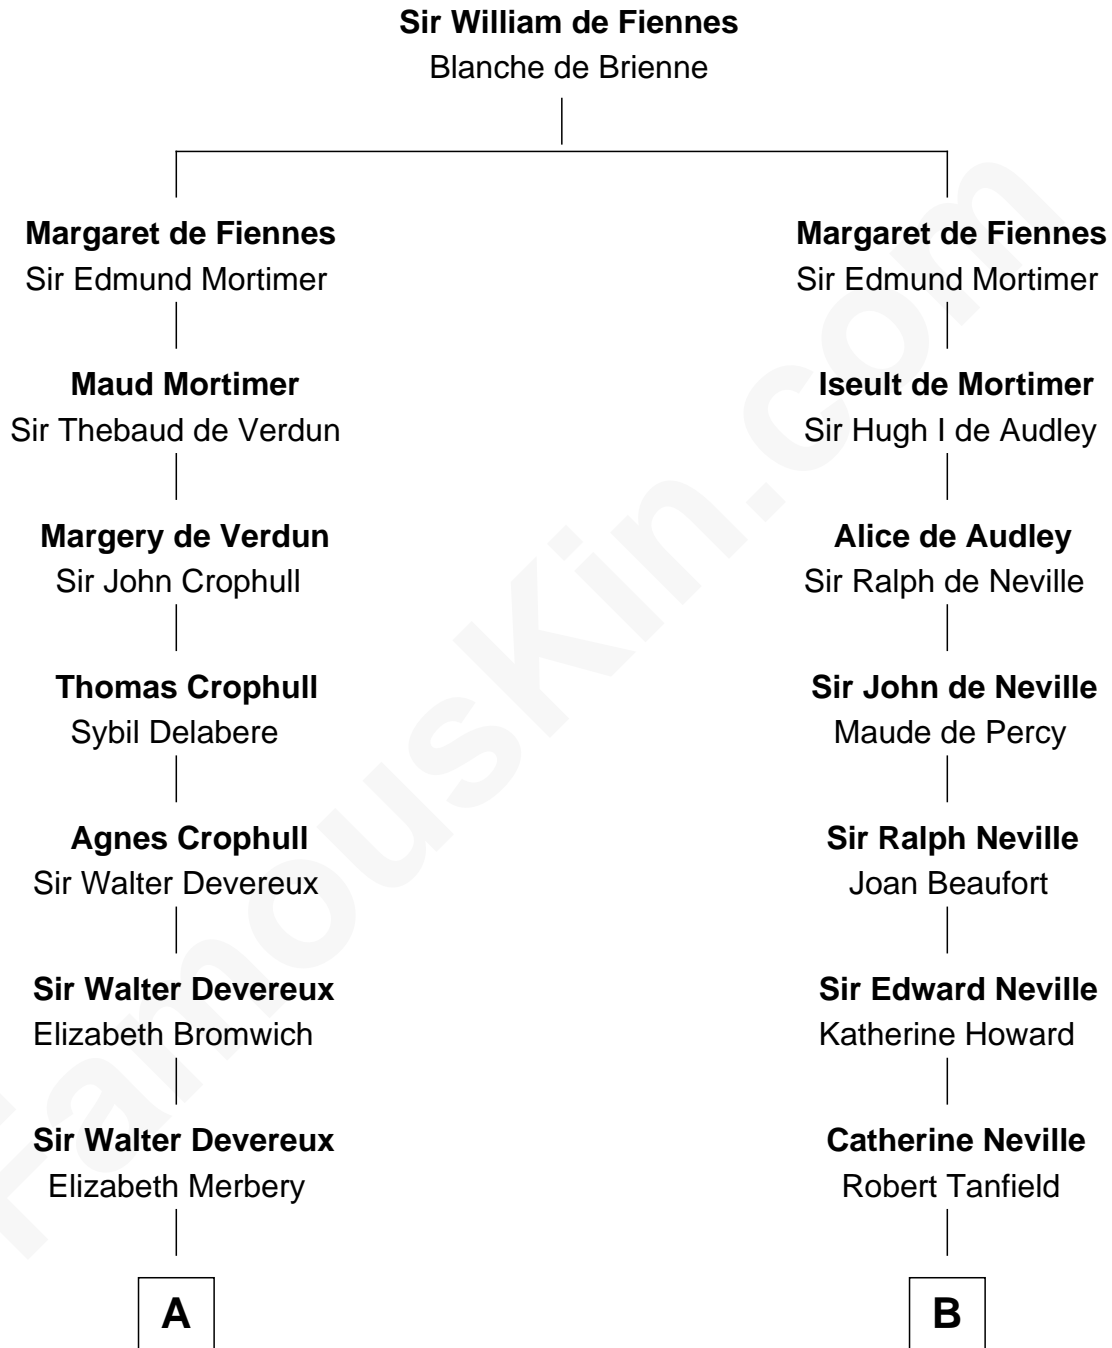 Sir William de Fiennes
Blanche de Brienne
Margaret de Fiennes
Sir Edmund Mortimer
Margaret de Fiennes
Sir Edmund Mortimer
Maud Mortimer
Sir Thebaud de Verdun
Iseult de Mortimer
Sir Hugh I de Audley
Margery de Verdun
Sir John Crophull
Alice de Audley
Sir Ralph de Neville
Thomas Crophull
Sybil Delabere
Sir John de Neville
Maude de Percy
Agnes Crophull
Sir Walter Devereux
Sir Ralph Neville
Joan Beaufort
Sir Walter Devereux
Elizabeth Bromwich
Sir Edward Neville
Katherine Howard
Sir Walter Devereux
Elizabeth Merbery
Catherine Neville
Robert Tanfield
A
B
FamousKin.com